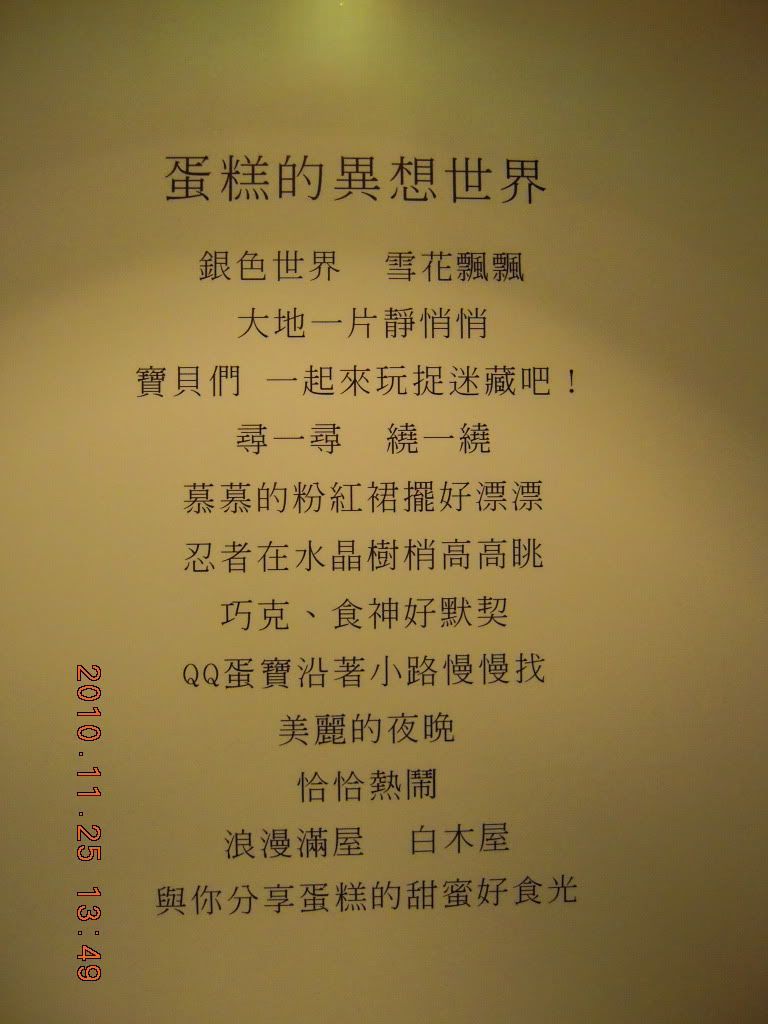 蛋糕的異想世界
銀色世界　雪花飄飄
大地一片靜悄悄
寶貝們 一起來玩捉迷藏吧！
尋一尋　繞一繞
慕慕的粉紅裙擺好漂漂
忍者在水晶樹梢高高眺
巧克、食神好默契
QQ蛋寶沿著小路慢慢找
美麗的夜晚
恰恰熱鬧
浪漫滿屋　白木屋
與你分享蛋糕的甜蜜好食光
2010.11.25 13:49